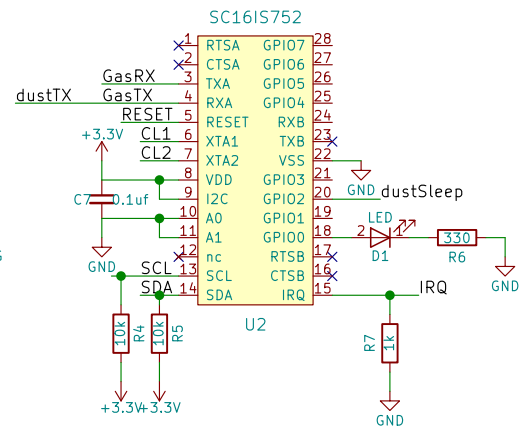 SC16IS752
1 RTSA GPIO7 28
2 CTSA GPIO6 27
GasRX 3 TXA GPIO5 26
dustTX GasTX 4 RXA GPIO4 25
RESET 5 RESET RXB 24
CL1 6 XTA1 TXB 23
+3.3V
CL2 7 XTA2 VSS 22
8 VDD GPIO3 21
GND
C7 0.1uf 9 I2C GPIO2 20 dustSleep
10 A0 GPIO1 19 LED
11 A1 GPIO0 18 2 1 330
D1 R6
GND
12 nc RTSB 17
SCL 13 SCL CTSB 16
GND
SDA 14 SDA IRQ 15 IRQ
U2
10k R4 10k R5
R7 1k
+3.3V +3.3V
GND